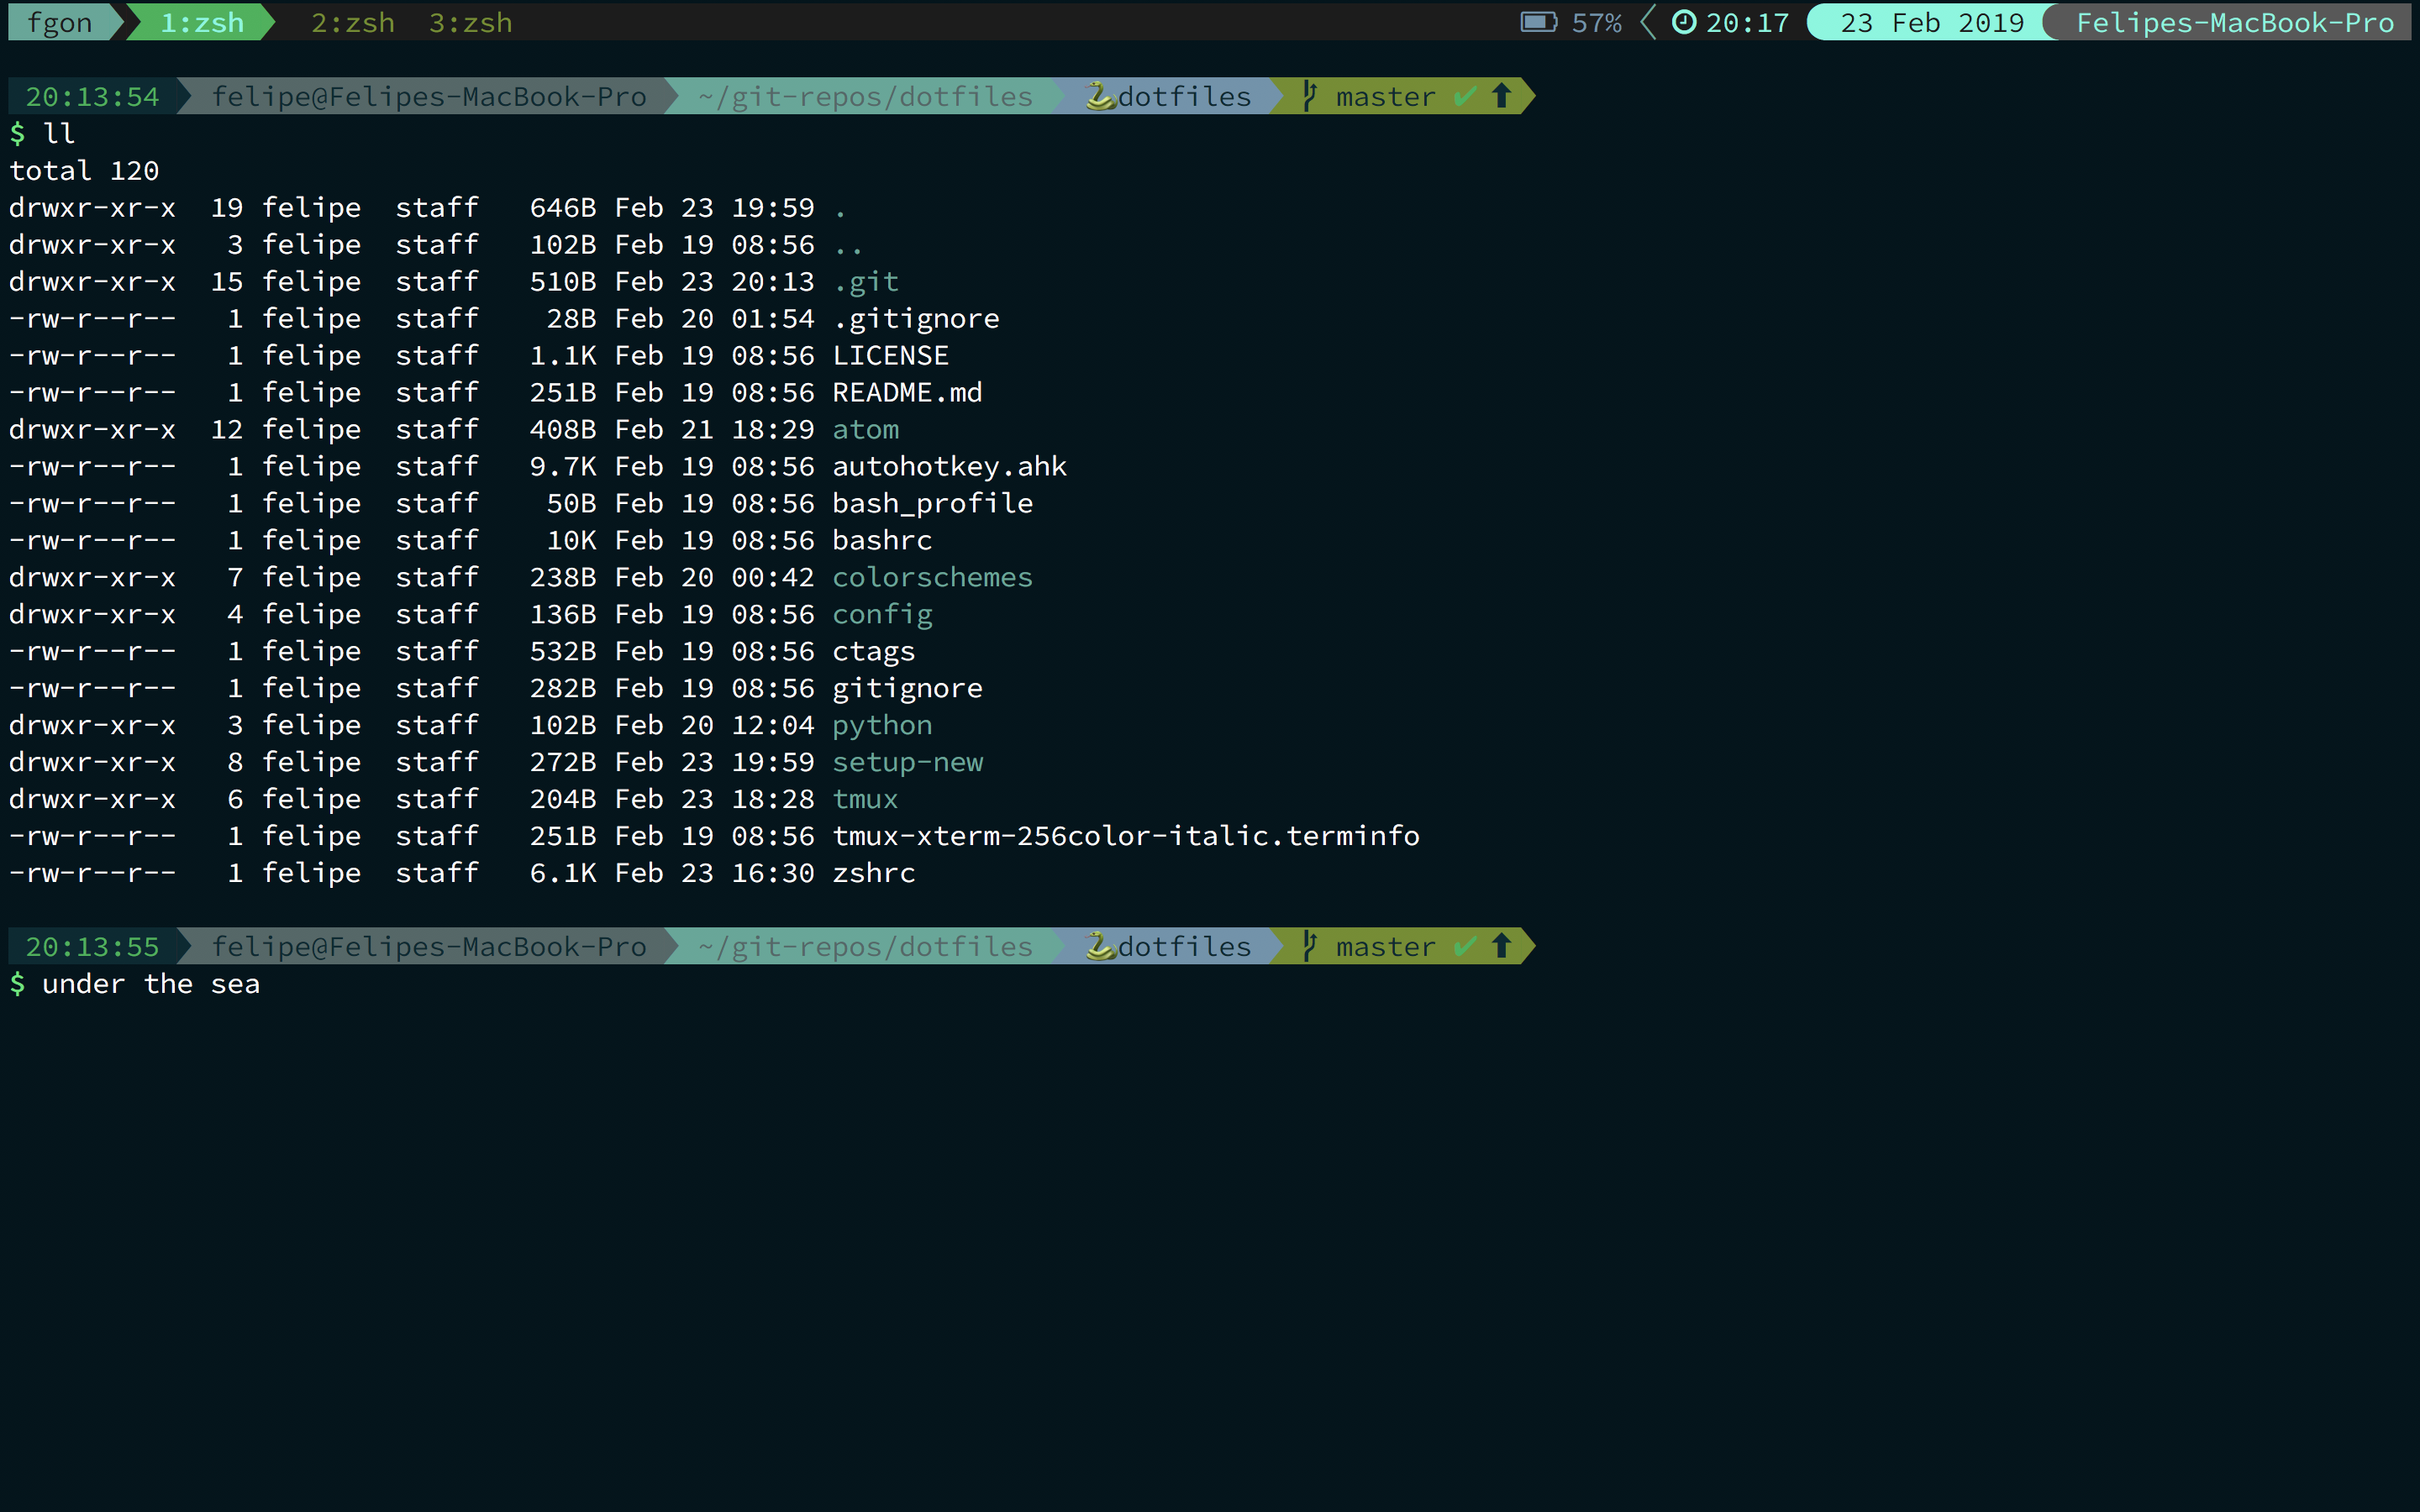 fgon 1:zsh 2:zsh 3:zsh 57% 20:17 23 Feb 2019 Felipes-MacBook-Pro
20:13:54 felipe@Felipes-MacBook-Pro ~/git-repos/dotfiles 🐍dotfiles master ✔ ⬆
$ ll
total 120
drwxr-xr-x  19 felipe  staff   646B Feb 23 19:59 .
drwxr-xr-x   3 felipe  staff   102B Feb 19 08:56 ..
drwxr-xr-x  15 felipe  staff   510B Feb 23 20:13 .git
-rw-r--r--   1 felipe  staff    28B Feb 20 01:54 .gitignore
-rw-r--r--   1 felipe  staff   1.1K Feb 19 08:56 LICENSE
-rw-r--r--   1 felipe  staff   251B Feb 19 08:56 README.md
drwxr-xr-x  12 felipe  staff   408B Feb 21 18:29 atom
-rw-r--r--   1 felipe  staff   9.7K Feb 19 08:56 autohotkey.ahk
-rw-r--r--   1 felipe  staff    50B Feb 19 08:56 bash_profile
-rw-r--r--   1 felipe  staff    10K Feb 19 08:56 bashrc
drwxr-xr-x   7 felipe  staff   238B Feb 20 00:42 colorschemes
drwxr-xr-x   4 felipe  staff   136B Feb 19 08:56 config
-rw-r--r--   1 felipe  staff   532B Feb 19 08:56 ctags
-rw-r--r--   1 felipe  staff   282B Feb 19 08:56 gitignore
drwxr-xr-x   3 felipe  staff   102B Feb 20 12:04 python
drwxr-xr-x   8 felipe  staff   272B Feb 23 19:59 setup-new
drwxr-xr-x   6 felipe  staff   204B Feb 23 18:28 tmux
-rw-r--r--   1 felipe  staff   251B Feb 19 08:56 tmux-xterm-256color-italic.terminfo
-rw-r--r--   1 felipe  staff   6.1K Feb 23 16:30 zshrc
20:13:55 felipe@Felipes-MacBook-Pro ~/git-repos/dotfiles 🐍dotfiles master ✔ ⬆
$ under the sea